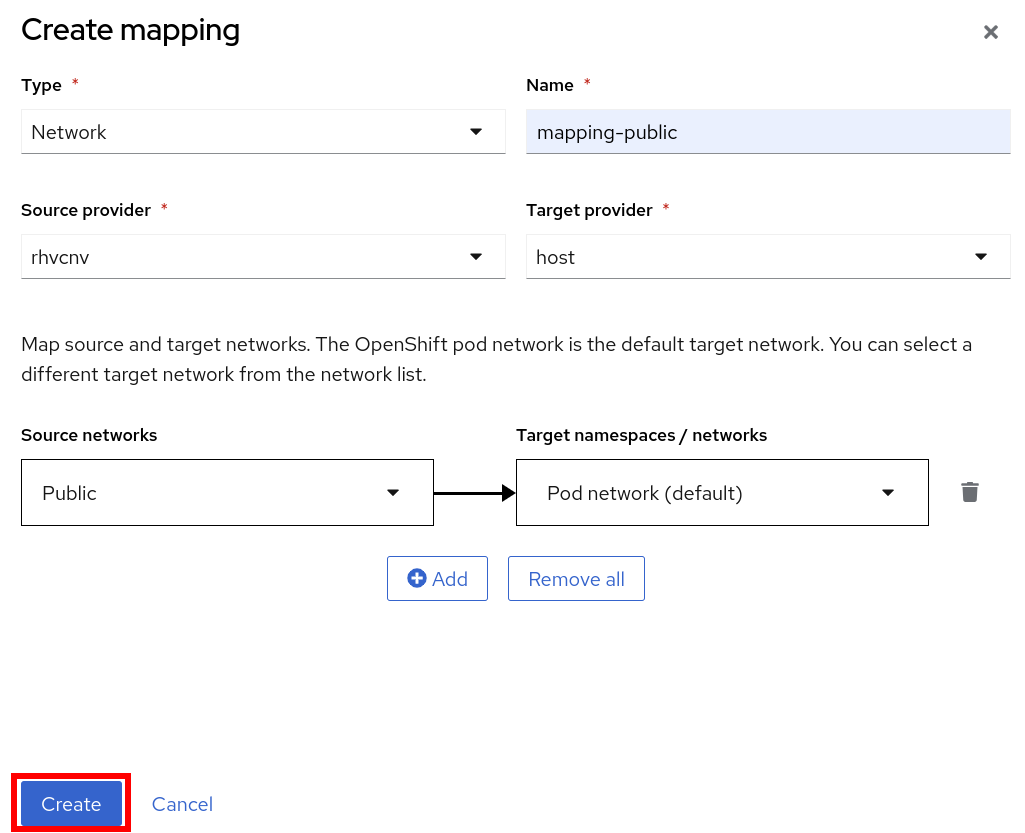 Create mapping
Type *
Name *
Network
mapping-public
Source provider *
Target provider *
rhvcnv
host
Map source and target networks. The OpenShift pod network is the default target network. You can select a
different target network from the network list.
Source networks
Target namespaces / networks
Public
Pod network (default)
Add
Remove all
Create
Cancel